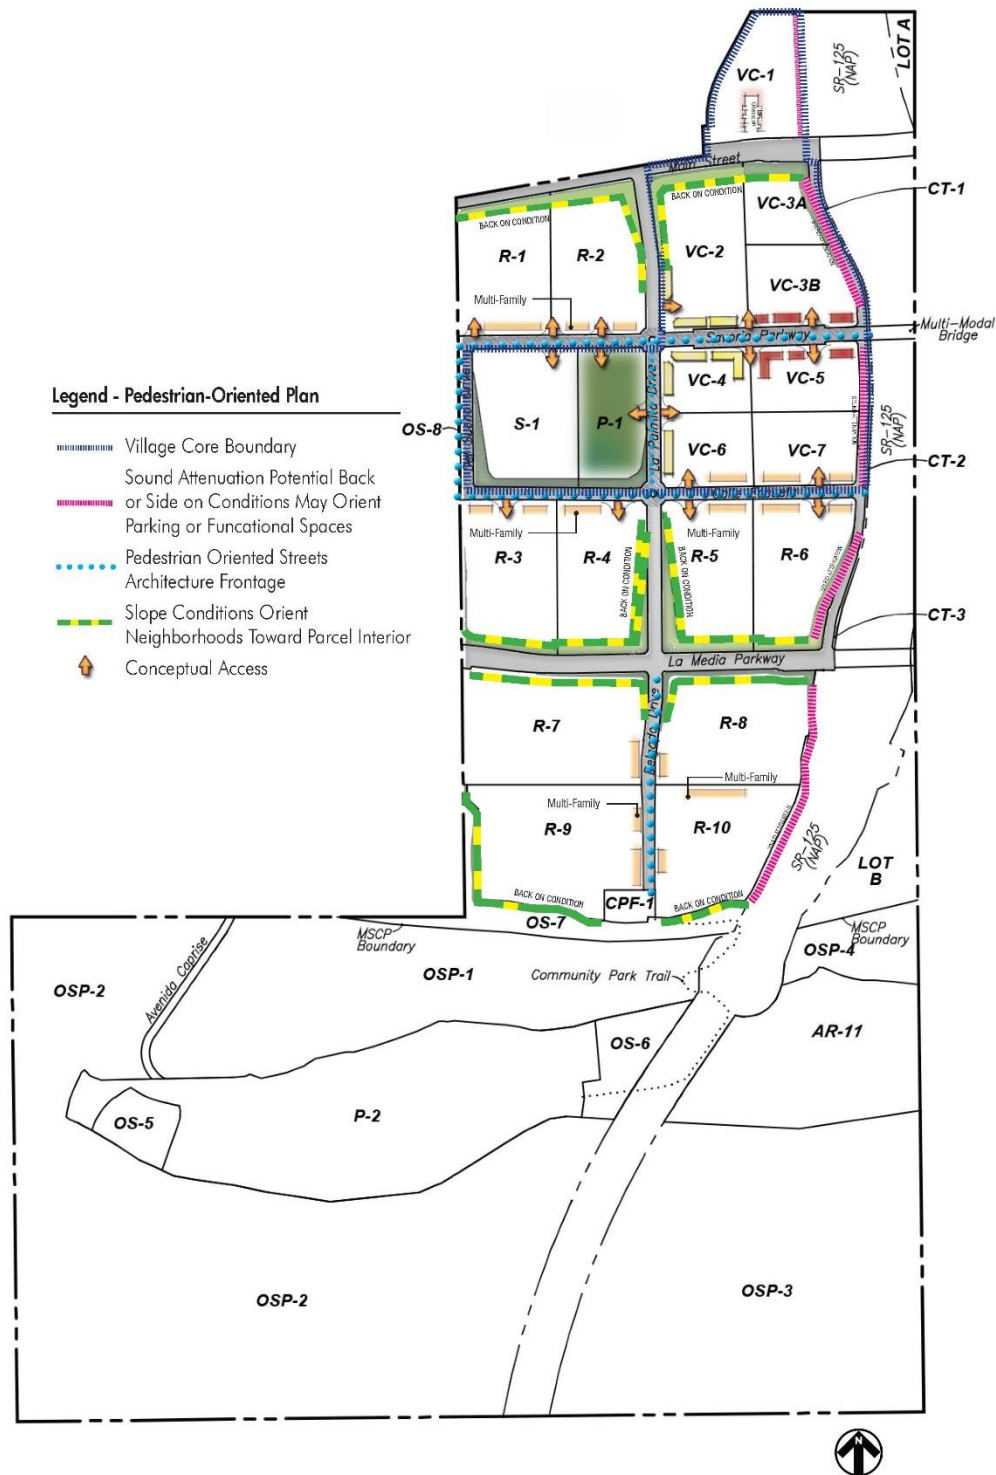 LOT A
SR-125
(NAP)
VC-1
Main Street
CT-1
BACK ON CONDITION
VC-3A
BACK ON CONDITION
R-1
R-2
VC-2
VC-3B
Multi-Family
Savoria Parkway
Multi-Modal
Bridge
Legend - Pedestrian-Oriented Plan
Village Core Boundary
Sound Attenuation Potential Back
or Side on Conditions May Orient
Parking or Funcational Spaces
Pedestrian Oriented Streets
Architecture Frontage
Slope Conditions Orient
Neighborhoods Toward Parcel Interior
Conceptual Access
OS-8
S-1
P-1
La Palmita Drive
VC-4
VC-5
VC-6
VC-7
SR-125
(NAP)
CT-2
Multi-Family
Multi-Family
R-3
R-4
BACK ON CONDITION
BACK ON CONDITION
R-5
R-6
CT-3
La Media Parkway
R-7
R-8
Drive
Multi-Family
Multi-Family
R-9
R-10
SR-125
(NAP)
LOT
B
BACK ON CONDITION
CPF-1
BACK ON CONDITION
OS-7
MSCP
Boundary
MSCP
Boundary
OSP-4
OSP-1
Community Park Trail
OSP-2
Avenida Caprise
OS-6
AR-11
OS-5
P-2
OSP-2
OSP-3
N